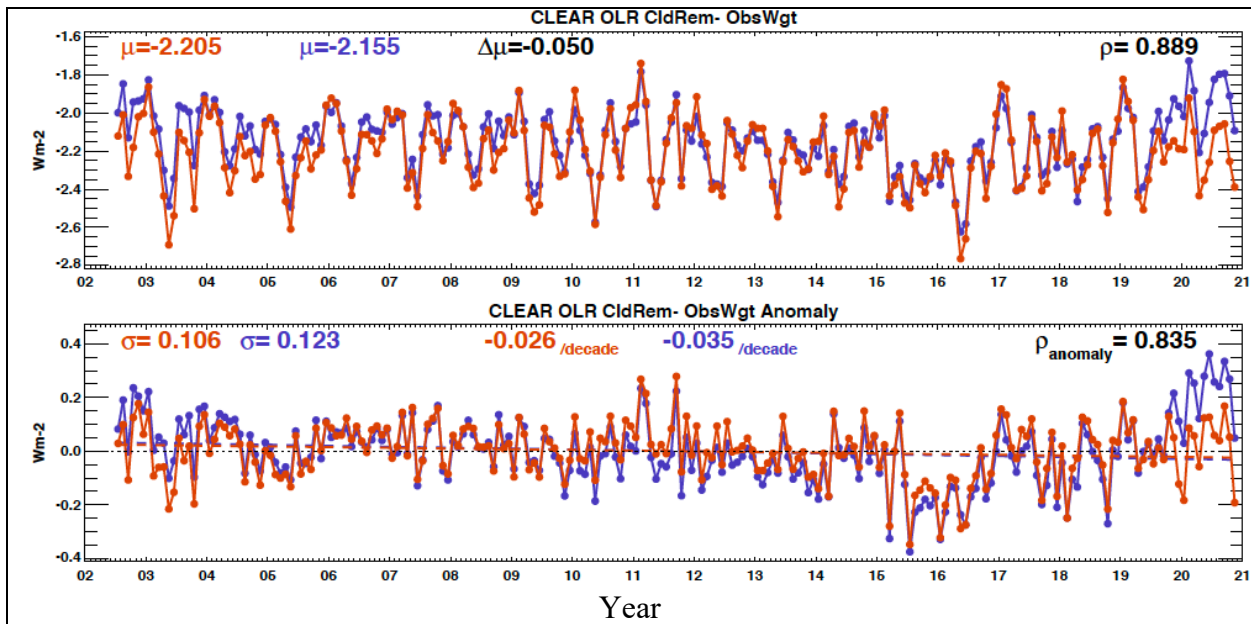 CLEAR OLR CldRem- ObsWgt
μ=-2.205 μ=-2.155 Δμ=-0.050 ρ= 0.889
-1.6
-1.8
-2.0
-2.2
-2.4
-2.6
-2.8
Wm-2
02 03 04 05 06 07 08 09 10 11 12 13 14 15 16 17 18 19 20 21
CLEAR OLR CldRem- ObsWgt Anomaly
σ= 0.106 σ= 0.123 -0.026 /decade -0.035 /decade ρanomaly= 0.835
0.4
0.2
0.0
-0.2
-0.4
Wm-2
02 03 04 05 06 07 08 09 10 11 12 13 14 15 16 17 18 19 20 21
Year